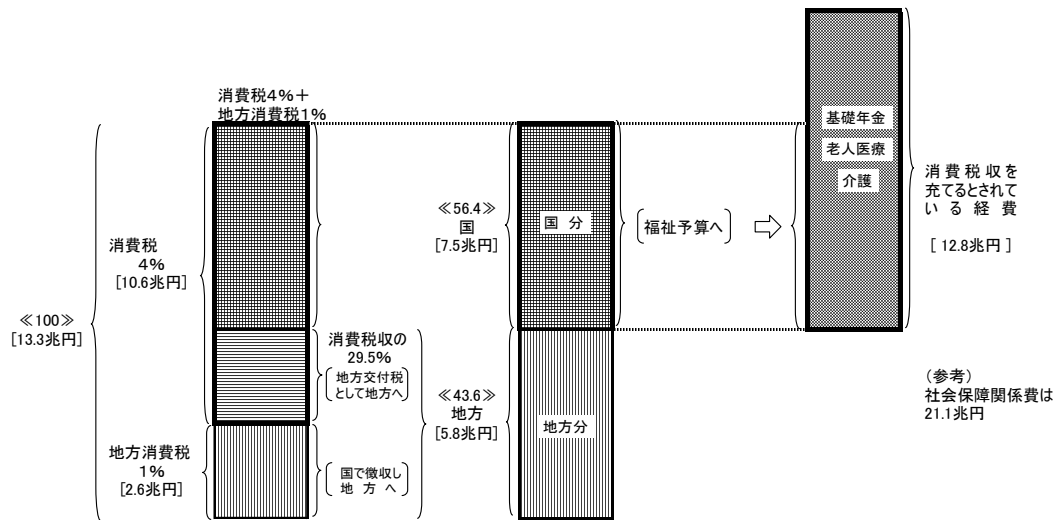 消費税4%+
地方消費税1%
≪100≫
[13.3兆円]
消費税
4%
[10.6兆円]
地方消費税
1%
[2.6兆円]
消費税収の
29.5%
地方交付税
として地方へ
国で徴収し
地方へ
≪56.4≫
国
[7.5兆円]
≪43.6≫
地方
[5.8兆円]
国分
地方分
福祉予算へ
基礎年金
老人医療
介護
消費税収を
充てるとされて
いる経費
[12.8兆円]
(参考)
社会保障関係費は
21.1兆円